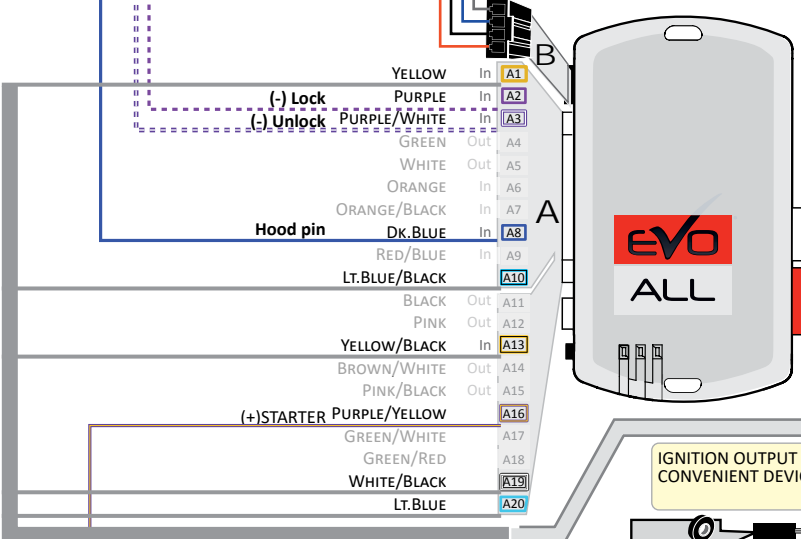 B
YELLOW In A1
(-) Lock PURPLE In A2
(-) Unlock PURPLE/WHITE In A3
GREEN Out A4
WHITE Out A5
ORANGE In A6
ORANGE/BLACK In A7
A
Hood pin DK.BLUE In A8
RED/BLUE In A9
LT.BLUE/BLACK A10
BLACK Out A11
PINK Out A12
YELLOW/BLACK In A13
BROWN/WHITE Out A14
PINK/BLACK Out A15
(+)STARTER PURPLE/YELLOW A16
GREEN/WHITE A17
GREEN/RED A18
WHITE/BLACK A19
LT.BLUE A20
EVO
ALL
IGNITION OUTPUT
CONVENIENT DEVIC